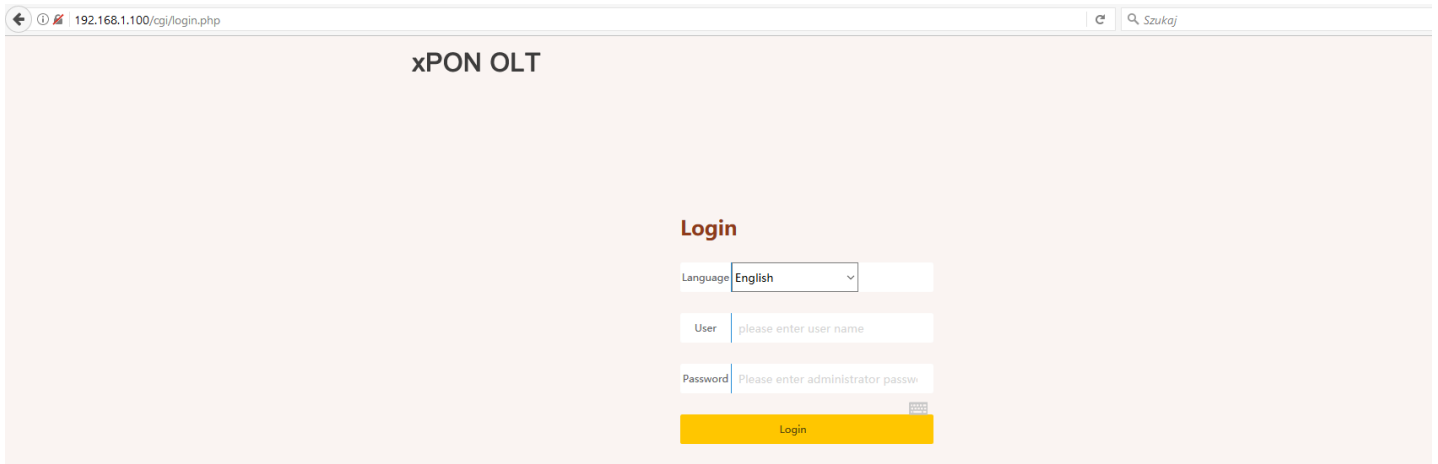 192.168.1.100/cgi/login.php
Szukaj
xPON OLT
Login
Language English
User please enter user name
Password Please enter administrator passw
Login